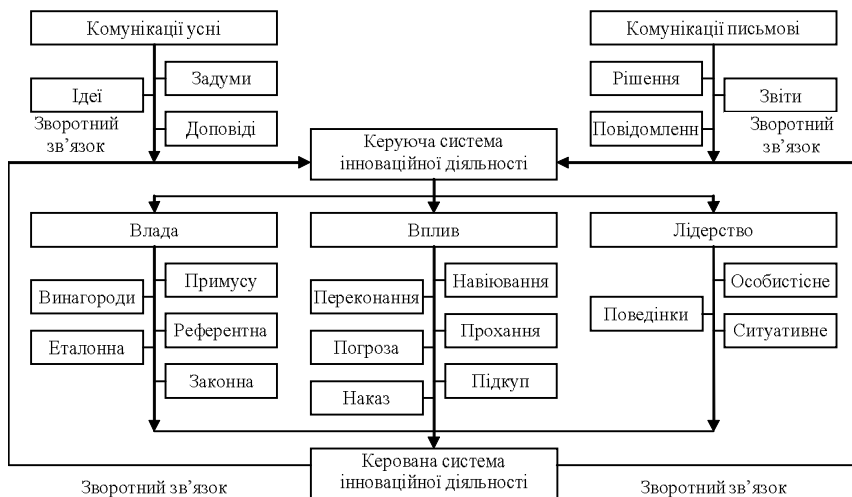 Комунікації усні
Комунікації письмові
Задуми
Рішення
Ідеї
Звіти
Зворотний
зв’язок
Доповіді
Повідомленн
Зворотний
зв’язок
Керуюча система
інноваційної діяльності
Влада
Вплив
Лідерство
Примусу
Навіювання
Особистісне
Винагороди
Переконання
Поведінки
Референтна
Прохання
Ситуативне
Еталонна
Погроза
Законна
Підкуп
Наказ
Керована система
інноваційної діяльності
Зворотний зв’язок
Зворотний зв’язок